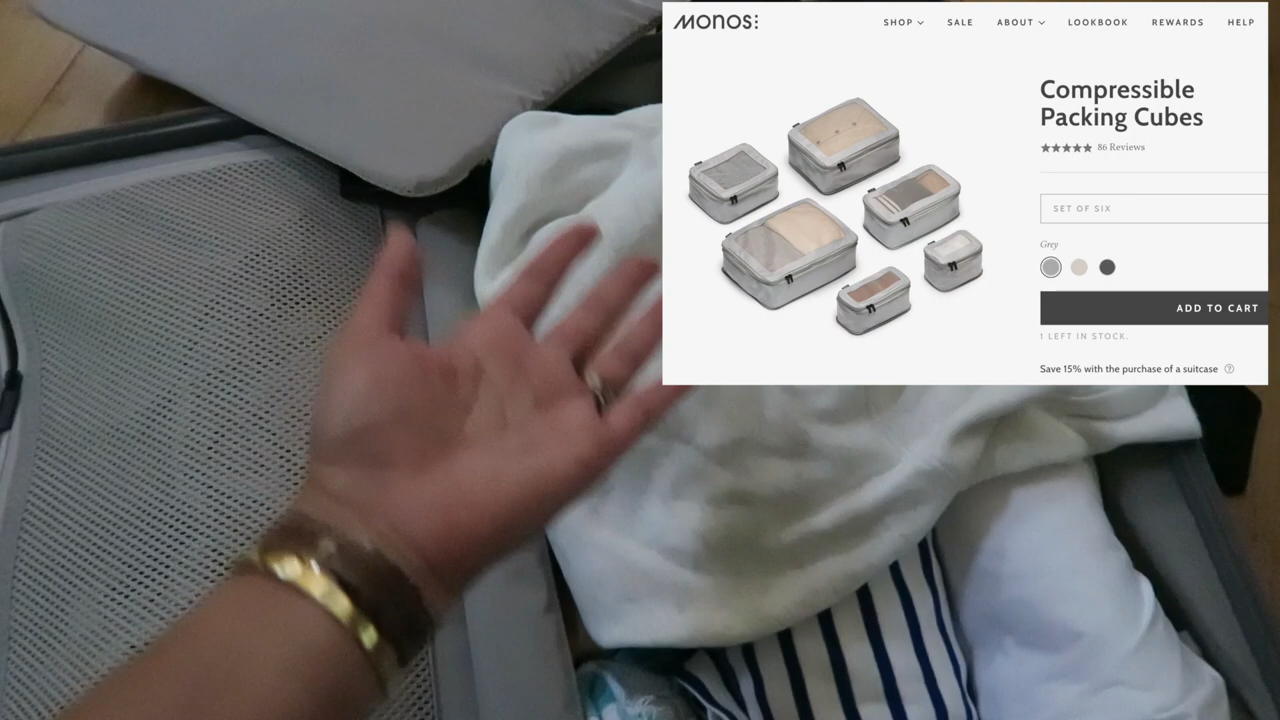 MONOS
SHOP SALE ABOUT LOOKBOOK REWARDS HELP
Compressible
Packing Cubes
86 Reviews
SET OF SIX
Grey
ADD TO CART
1 LEFT IN STOCK.
Save 15% with the purchase of a suitcase ?